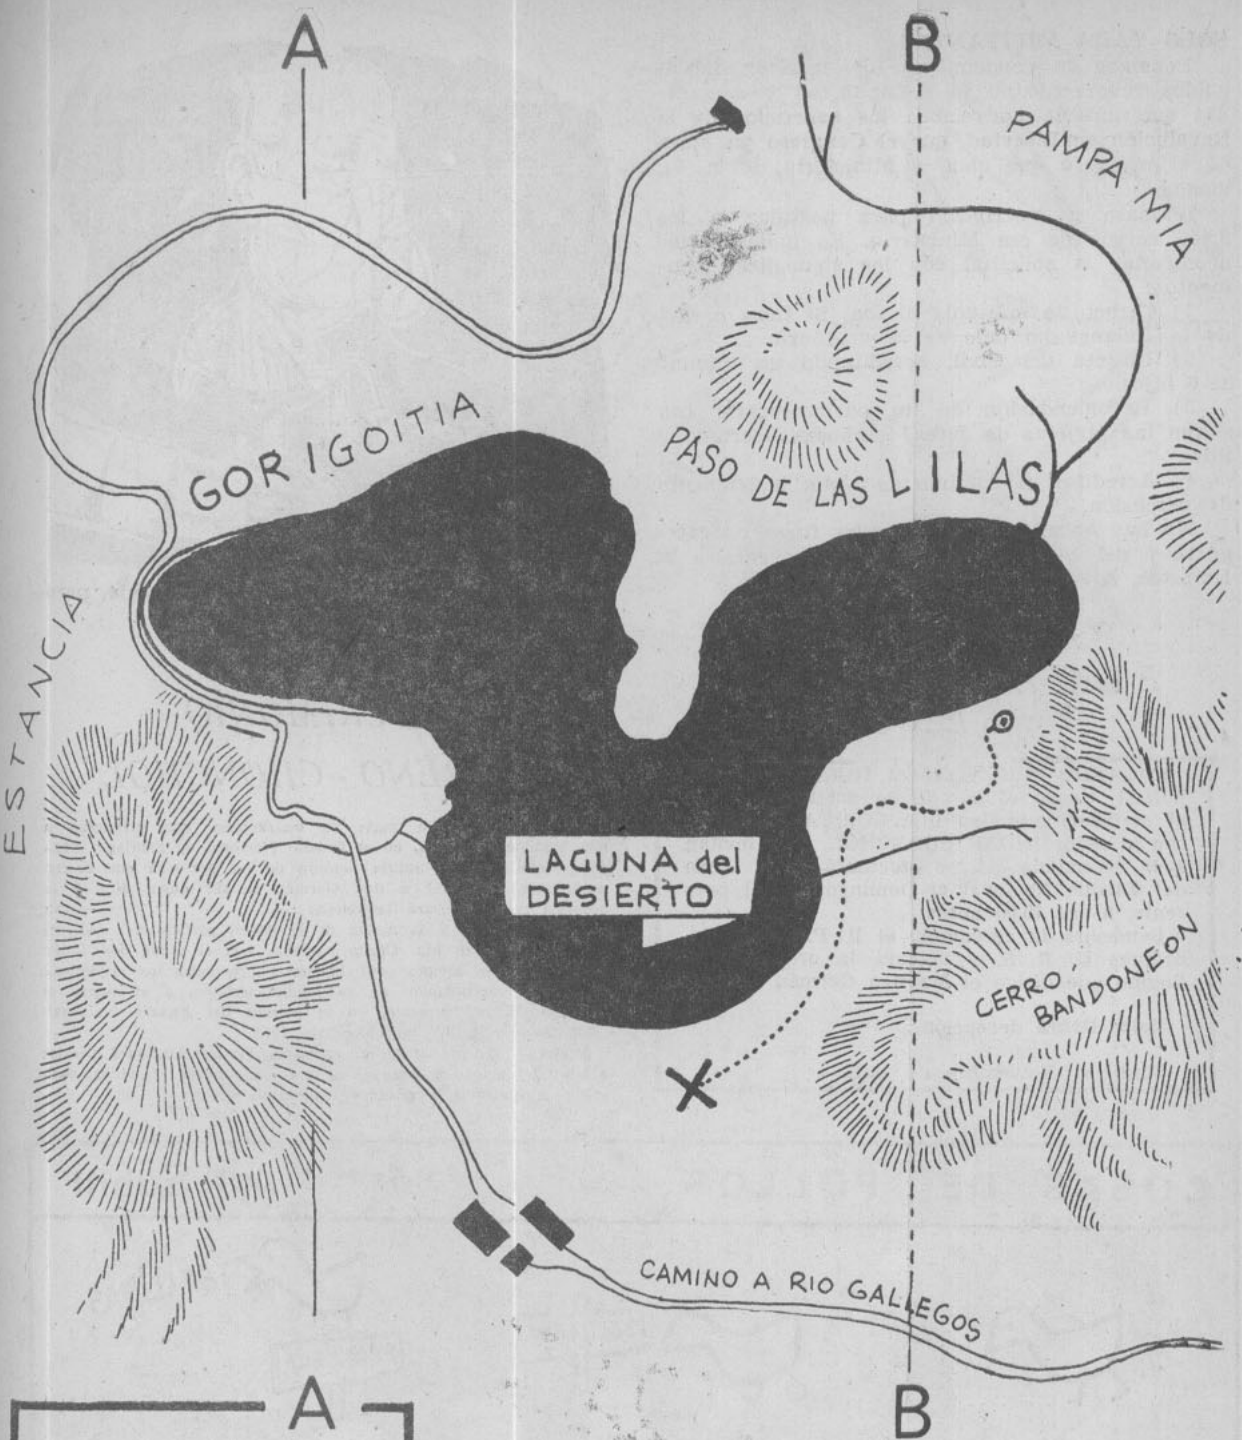 A
B
PAMPA MIA
GORIGOITIA
PASO DE LAS LILAS
ESTANCIA
LAGUNA del
DESIERTO
CERRO
BANDONEON
CAMINO A RIO GALLEGOS
A
B